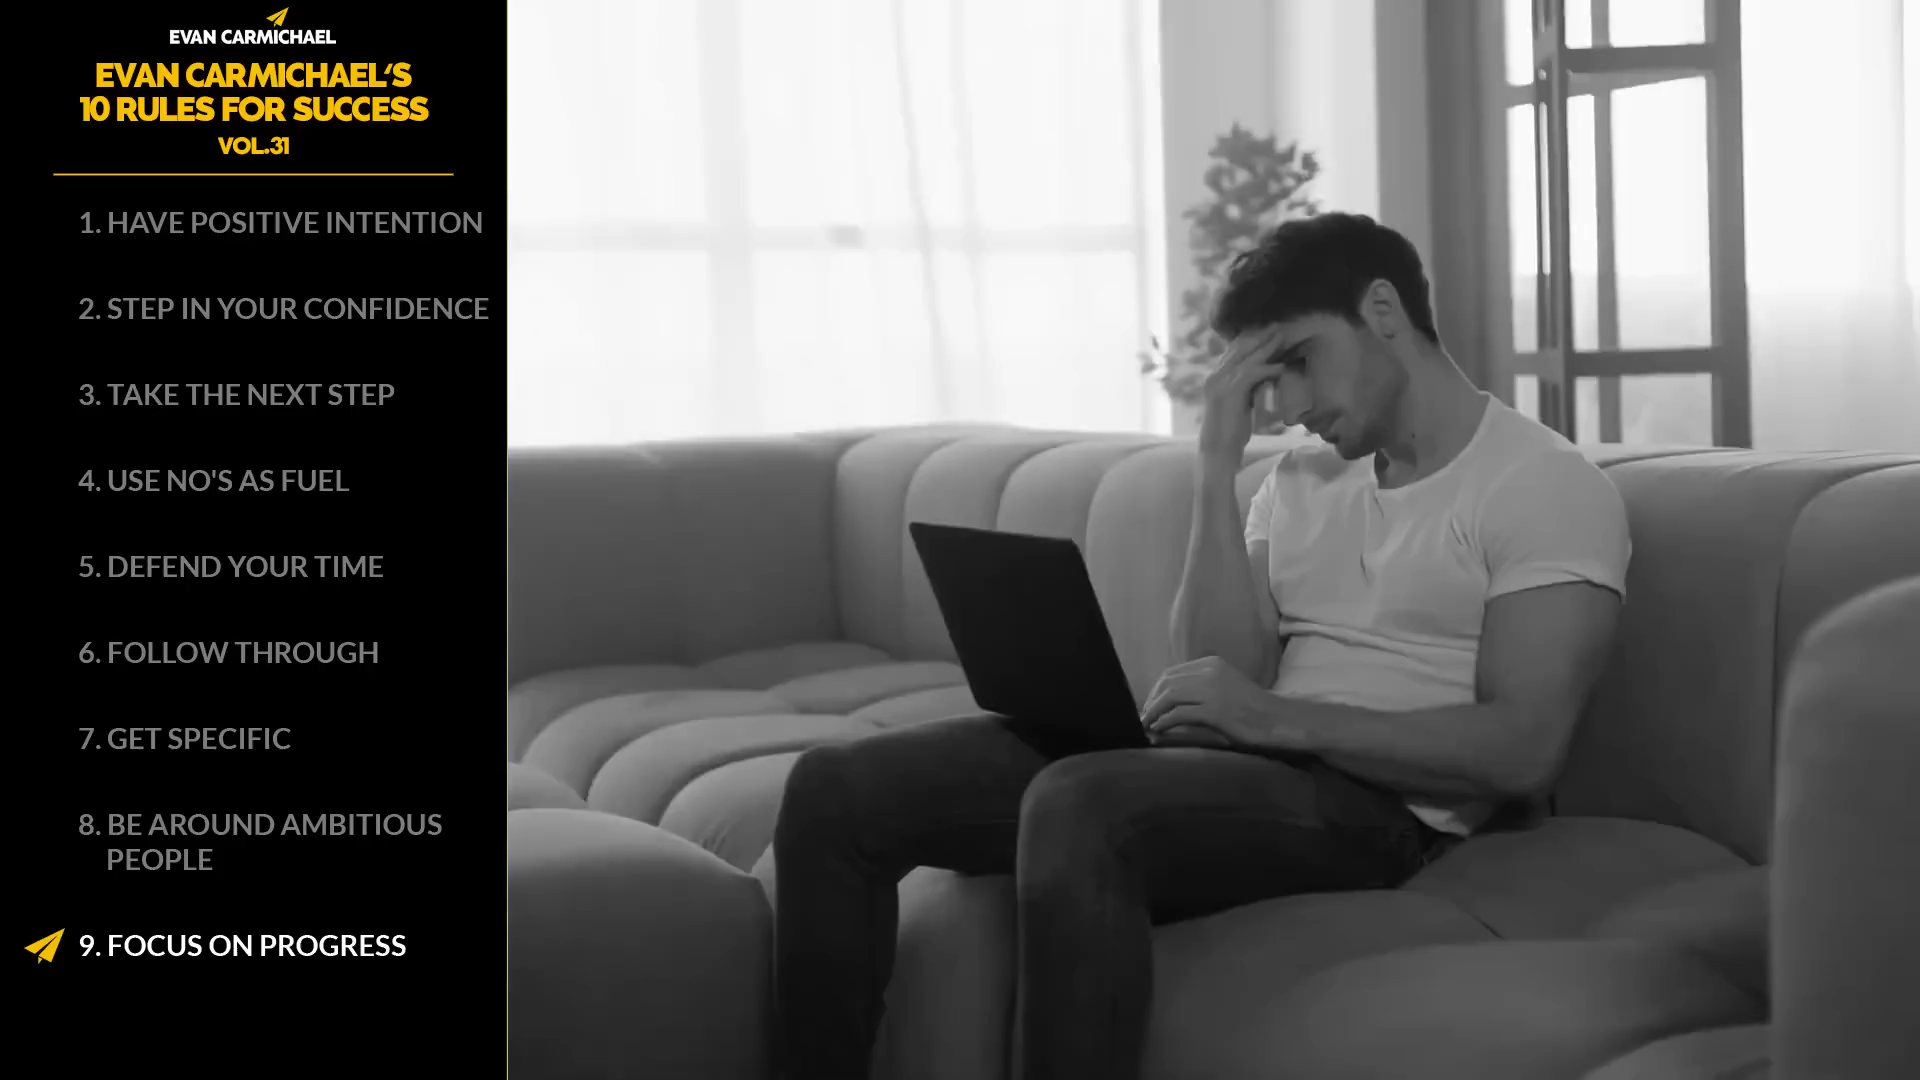 EVAN CARMICHAEL
EVAN CARMICHAEL'S
10 RULES FOR SUCCESS
VOL.31
1. HAVE POSITIVE INTENTION
2. STEP IN YOUR CONFIDENCE
3. TAKE THE NEXT STEP
4. USE NO'S AS FUEL
5. DEFEND YOUR TIME
6. FOLLOW THROUGH
7. GET SPECIFIC
8. BE AROUND AMBITIOUS
PEOPLE
9. FOCUS ON PROGRESS